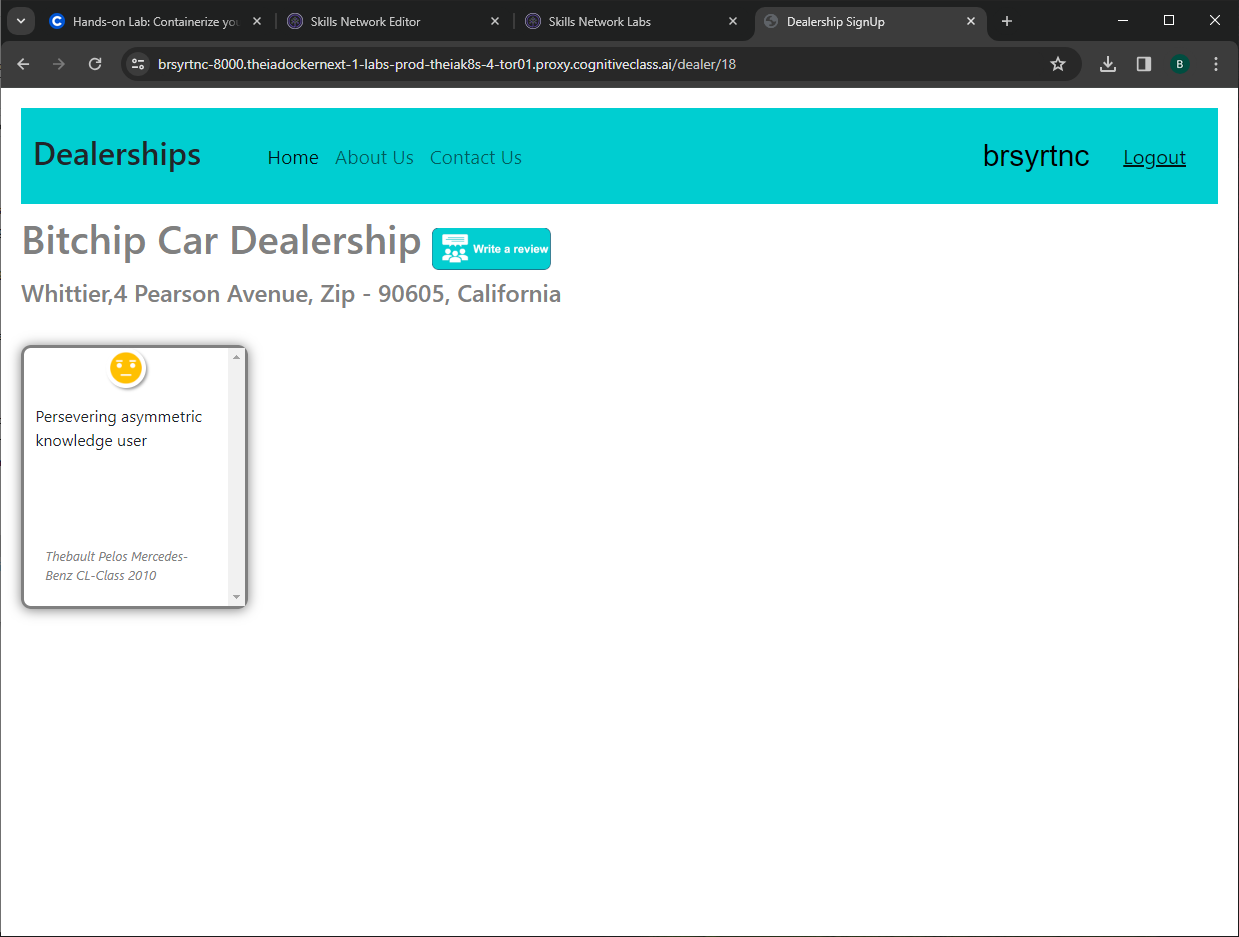 Hands-on Lab: Containerize you
Skills Network Editor
Skills Network Labs
Dealership SignUp
brsyrtnc-8000.theiadockernext-1-labs-prod-theiak8s-4-tor01.proxy.cognitiveclass.ai/dealer/18
B
Dealerships Home About Us Contact Us brsyrtnc Logout
Bitchip Car Dealership Write a review
Whittier,4 Pearson Avenue, Zip - 90605, California
Persevering asymmetric
knowledge user
Thebault Pelos Mercedes-
Benz CL-Class 2010